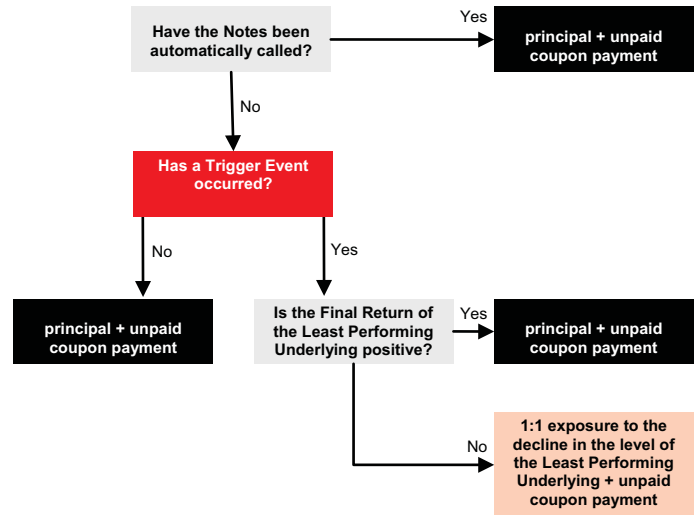 Have the Notes been
automatically called?
Yes
principal + unpaid
coupon payment
No
Has a Trigger Event
occurred?
No
Yes
principal + unpaid
coupon payment
Is the Final Return of
the Least Performing
Underlying positive?
Yes
principal + unpaid
coupon payment
No
1:1 exposure to the
decline in the level of
the Least Performing
Underlying + unpaid
coupon payment